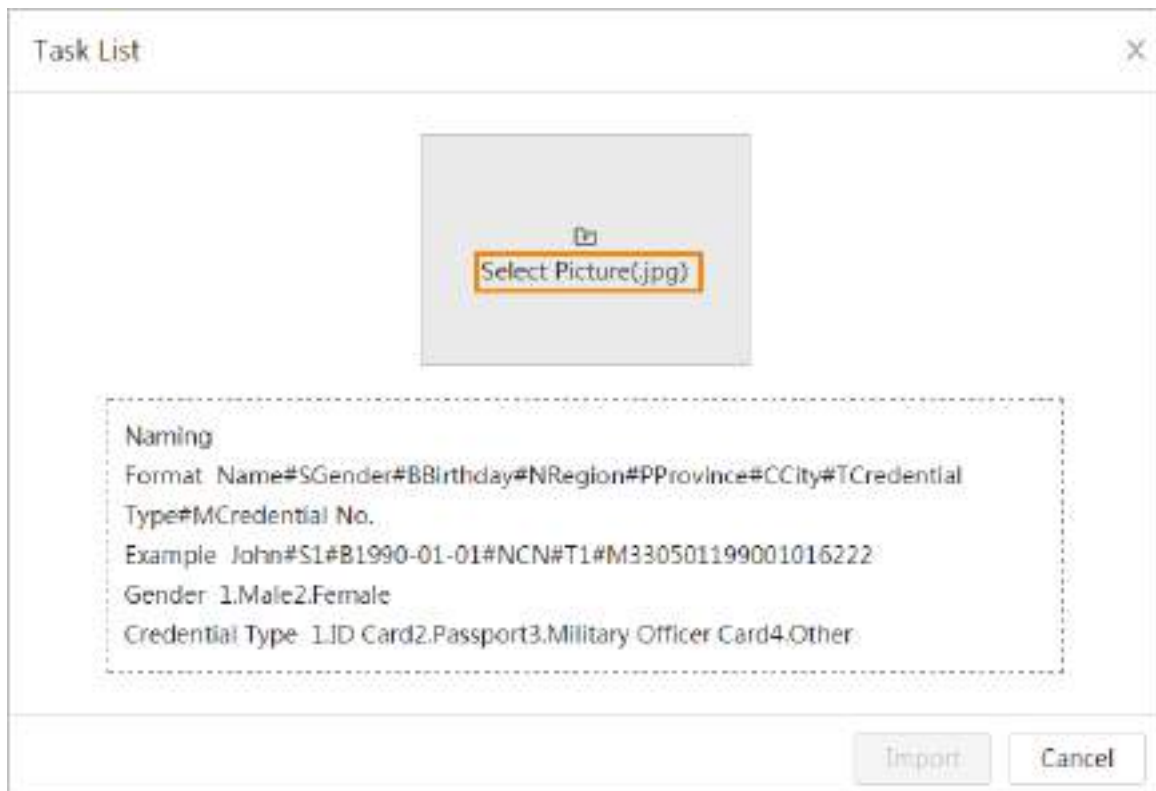 Task List
Select Picture(.jpg)
Naming
Format Name#SGender#BBirthday#NRegion#PProvince#CCity#TCredential
Type#MCredential No.
Example John#S1#B1990-01-01#NCN#T1#M330501199001016222
Gender 1.Male2.Female
Credential Type 1.ID Card2.Passport3.Military Officer Card4.Other
Import
Cancel